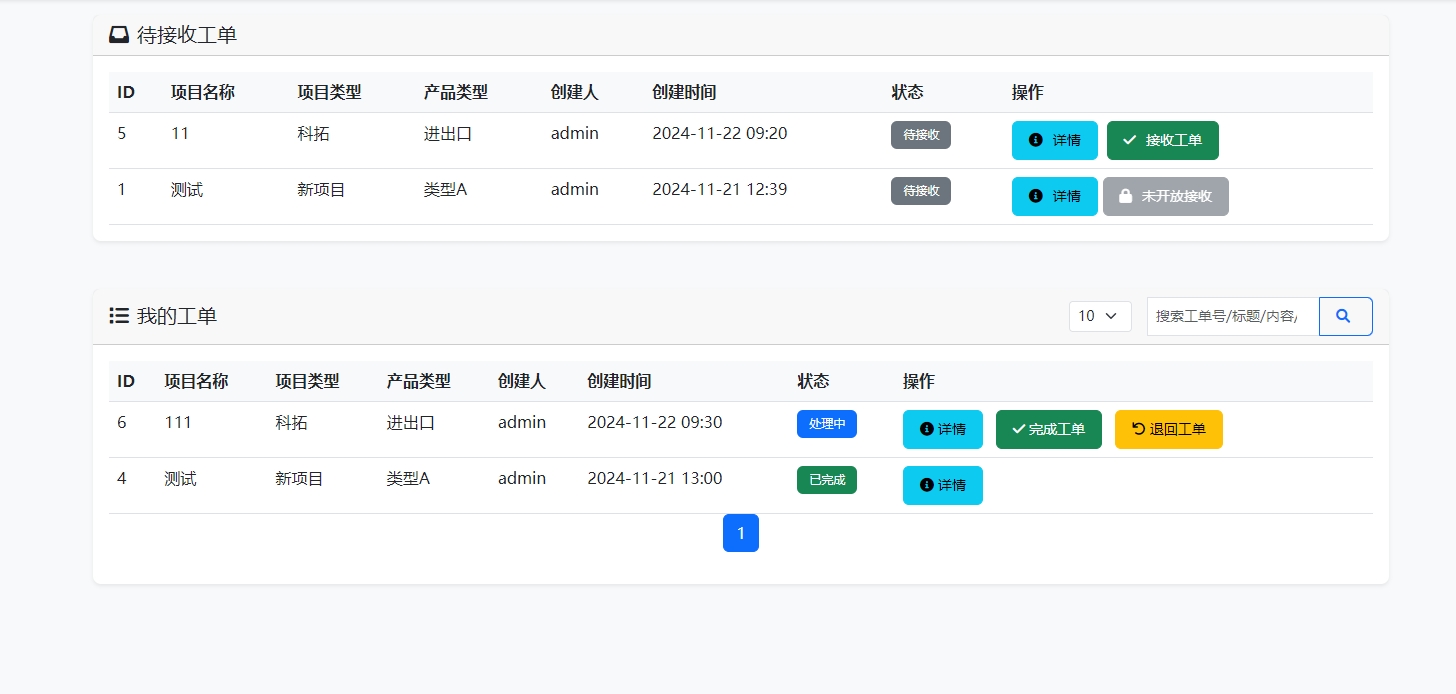 待接收工单
ID 项目名称 项目类型 产品类型 创建人 创建时间 状态 操作
5 11 科拓 进出口 admin 2024-11-22 09:20 待接收 详情 接收工单
1 测试 新项目 类型A admin 2024-11-21 12:39 待接收 详情 未开放接收
我的工单 10 搜索工单号/标题/内容/
ID 项目名称 项目类型 产品类型 创建人 创建时间 状态 操作
6 111 科拓 进出口 admin 2024-11-22 09:30 处理中 详情 完成工单 退回工单
4 测试 新项目 类型A admin 2024-11-21 13:00 已完成 详情
1